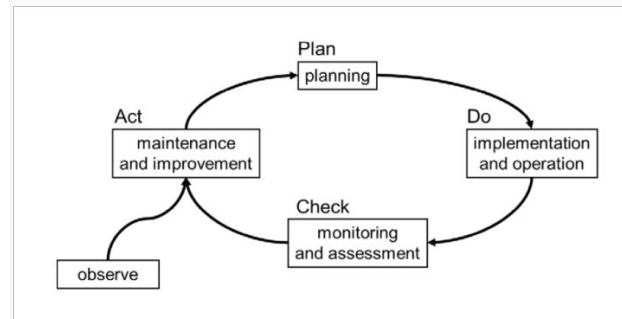 Plan
planning
Act
maintenance
and improvement
Do
implementation
and operation
Check
monitoring
and assessment
observe